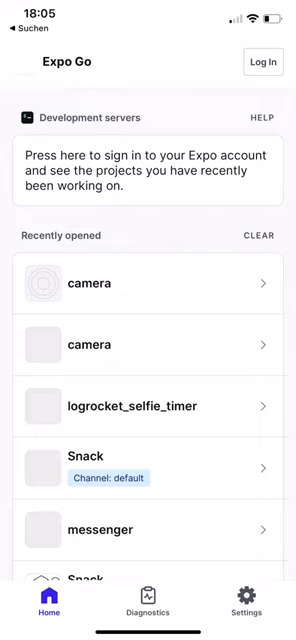 18:05
◀ Suchen
Expo Go
Log In
Development servers
HELP
Press here to sign in to your Expo account
and see the projects you have recently
been working on.
Recently opened
CLEAR
camera
camera
logrocket_selfie_timer
Snack
Channel: default
messenger
Snack
Home
Diagnostics
Settings